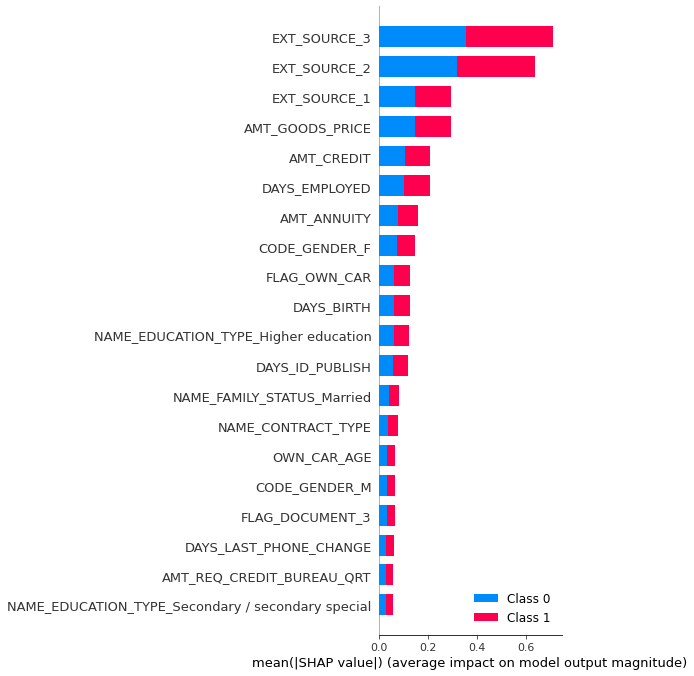 EXT_SOURCE_3
EXT_SOURCE_2
EXT_SOURCE_1
AMT_GOODS_PRICE
AMT_CREDIT
DAYS_EMPLOYED
AMT_ANNUITY
CODE_GENDER_F
FLAG_OWN_CAR
DAYS_BIRTH
NAME_EDUCATION_TYPE_Higher education
DAYS_ID_PUBLISH
NAME_FAMILY_STATUS_Married
NAME_CONTRACT_TYPE
OWN_CAR_AGE
CODE_GENDER_M
FLAG_DOCUMENT_3
DAYS_LAST_PHONE_CHANGE
AMT_REQ_CREDIT_BUREAU_QRT
NAME_EDUCATION_TYPE_Secondary / secondary special
Class 0
Class 1
0.0 0.2 0.4 0.6
mean(|SHAP value|) (average impact on model output magnitude)